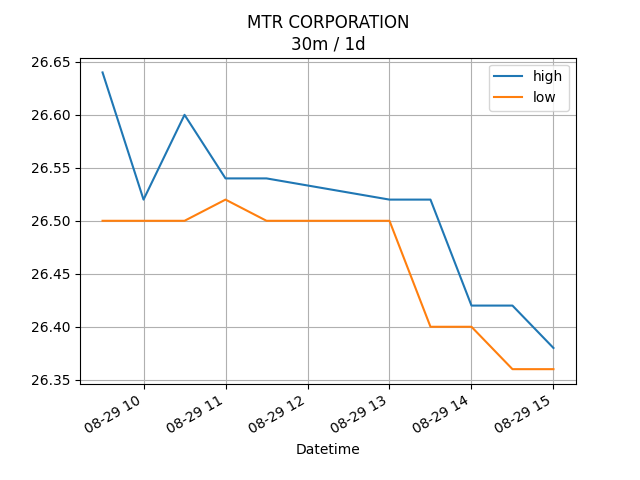 MTR CORPORATION
30m / 1d
high
low
26.65
26.60
26.55
26.50
26.45
26.40
26.35
08-29 10
08-29 11
08-29 12
08-29 13
08-29 14
08-29 15
Datetime